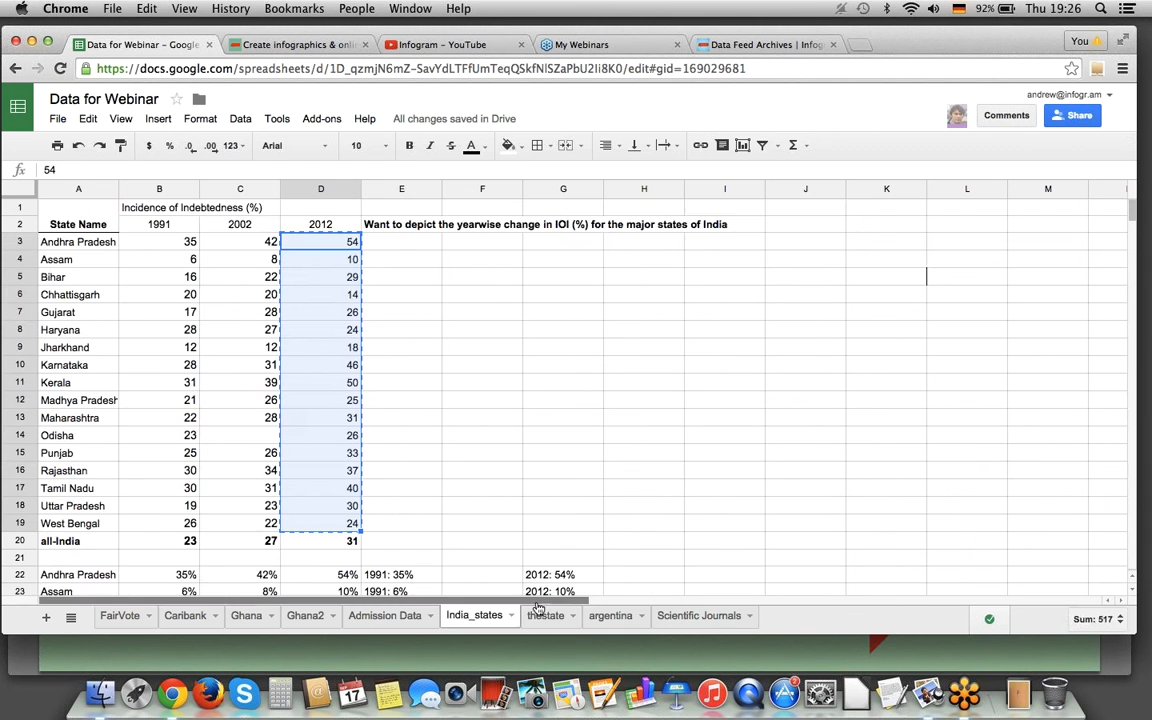 Chrome File Edit View History Bookmarks People Window Help 92% Thu 19:26
Data for Webinar - Google Create infographics & onli Infogram - YouTube My Webinars Data Feed Archives | Infog You
https://docs.google.com/spreadsheets/d/1D_qzmjN6mZ-SavYdLTFfUmTeqQSkfNlSZaPbU2Ii8K0/edit#gid=169029681
Data for Webinar andrew@infogr.am
File Edit View Insert Format Data Tools Add-ons Help All changes saved in Drive Comments Share
$ % .0 .00 123 Arial 10 B I S A Σ
fx 54
A B C D E F G H I J K L M
1 Incidence of Indebtedness (%)
2 State Name 1991 2002 2012 Want to depict the yearwise change in IOI (%) for the major states of India
3 Andhra Pradesh 35 42 54
4 Assam 6 8 10
5 Bihar 16 22 29
6 Chhattisgarh 20 20 14
7 Gujarat 17 28 26
8 Haryana 28 27 24
9 Jharkhand 12 12 18
10 Karnataka 28 31 46
11 Kerala 31 39 50
12 Madhya Pradesh 21 26 25
13 Maharashtra 22 28 31
14 Odisha 23 26
15 Punjab 25 26 33
16 Rajasthan 30 34 37
17 Tamil Nadu 30 31 40
18 Uttar Pradesh 19 23 30
19 West Bengal 26 22 24
20 all-India 23 27 31
21
22 Andhra Pradesh 35% 42% 54% 1991: 35% 2012: 54%
23 Assam 6% 8% 10% 1991: 6% 2012: 10%
FairVote Caribank Ghana Ghana2 Admission Data India_states thestate argentina Scientific Journals Sum: 517
17